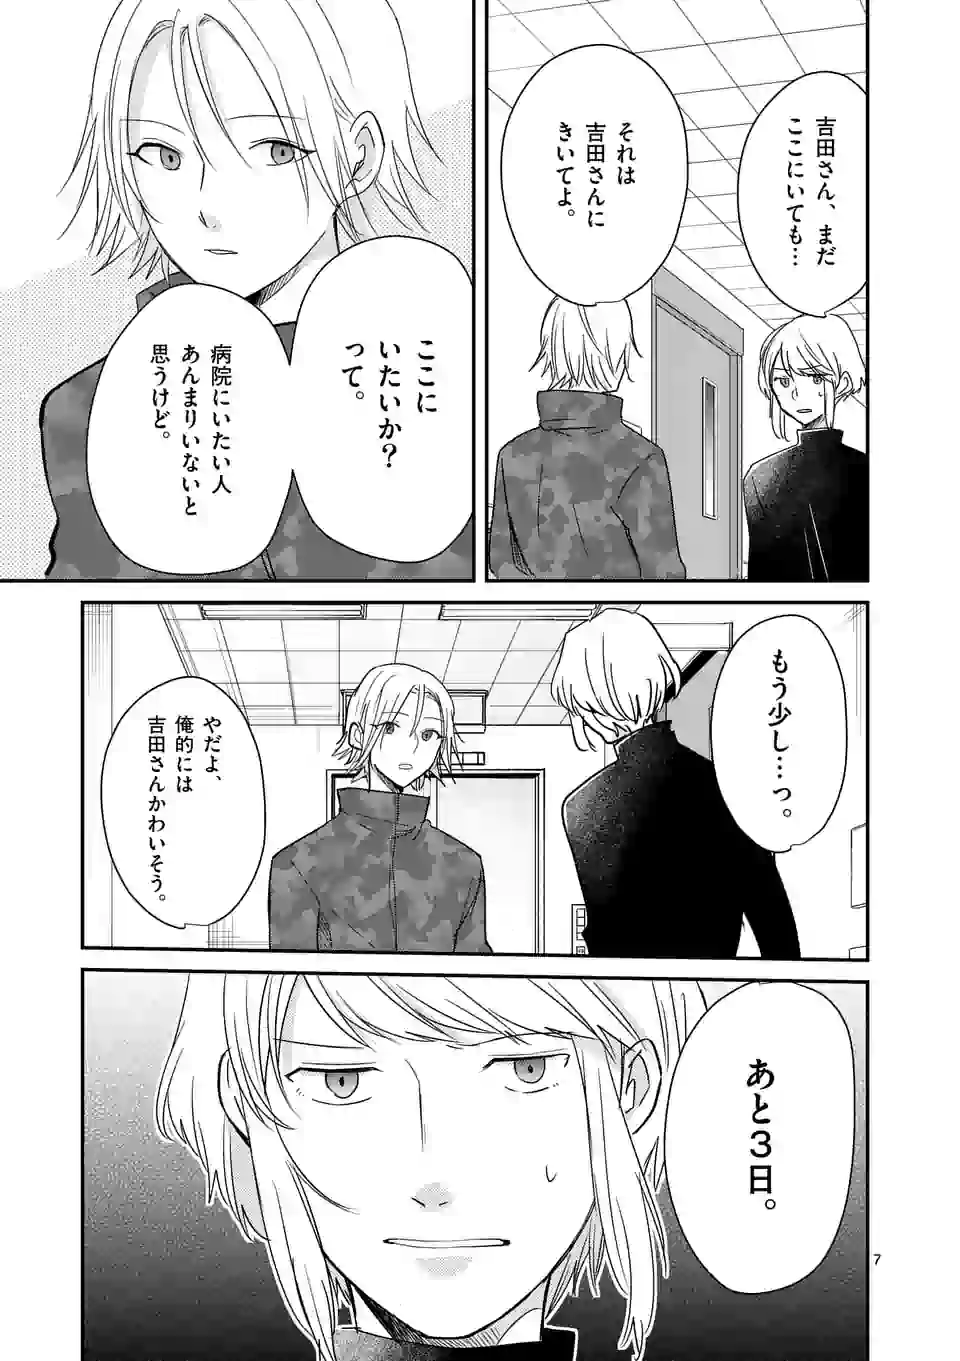 吉田さん、まだ
ここにいても…
それは
吉田さんに
きいてよ。
ここに
いたいか?
って。
病院にいたい人
あんまりいないと
思うけど。
もう少し…っ。
やだよ、
俺的には
吉田さんかわいそう。
あと3日。
7